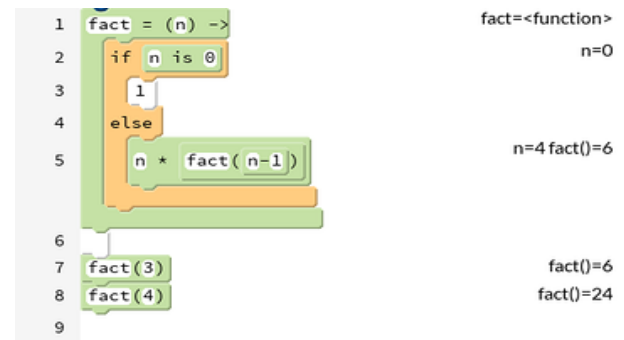 1 fact = (n) -> fact=<function>
2 if n is 0 n=0
3 1
4 else
5 n * fact(n-1) n=4 fact()=6
6
7 fact(3) fact()=6
8 fact(4) fact()=24
9